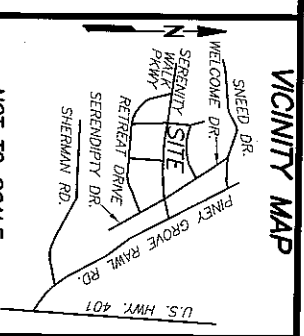 VICINITY MAP
SNEED DR.
WELCOME DR.
SERENITY
WALK
PKWY
SITE
RETREAT DRIVE
SERENDIPTY DR.
SHERMAN RD.
PINEY GROVE RAWL RD.
U.S. HWY. 401
N
NOT TO SCALE